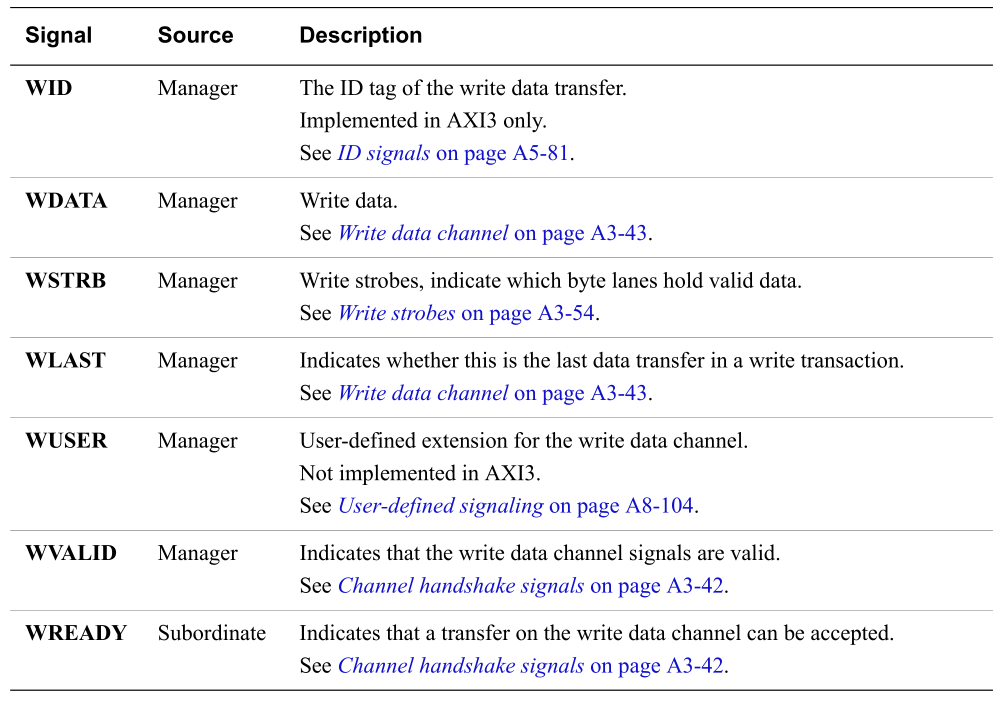 Signal Source Description
WID Manager The ID tag of the write data transfer.
Implemented in AXI3 only.
See ID signals on page A5-81.
WDATA Manager Write data.
See Write data channel on page A3-43.
WSTRB Manager Write strobes, indicate which byte lanes hold valid data.
See Write strobes on page A3-54.
WLAST Manager Indicates whether this is the last data transfer in a write transaction.
See Write data channel on page A3-43.
WUSER Manager User-defined extension for the write data channel.
Not implemented in AXI3.
See User-defined signaling on page A8-104.
WVALID Manager Indicates that the write data channel signals are valid.
See Channel handshake signals on page A3-42.
WREADY Subordinate Indicates that a transfer on the write data channel can be accepted.
See Channel handshake signals on page A3-42.